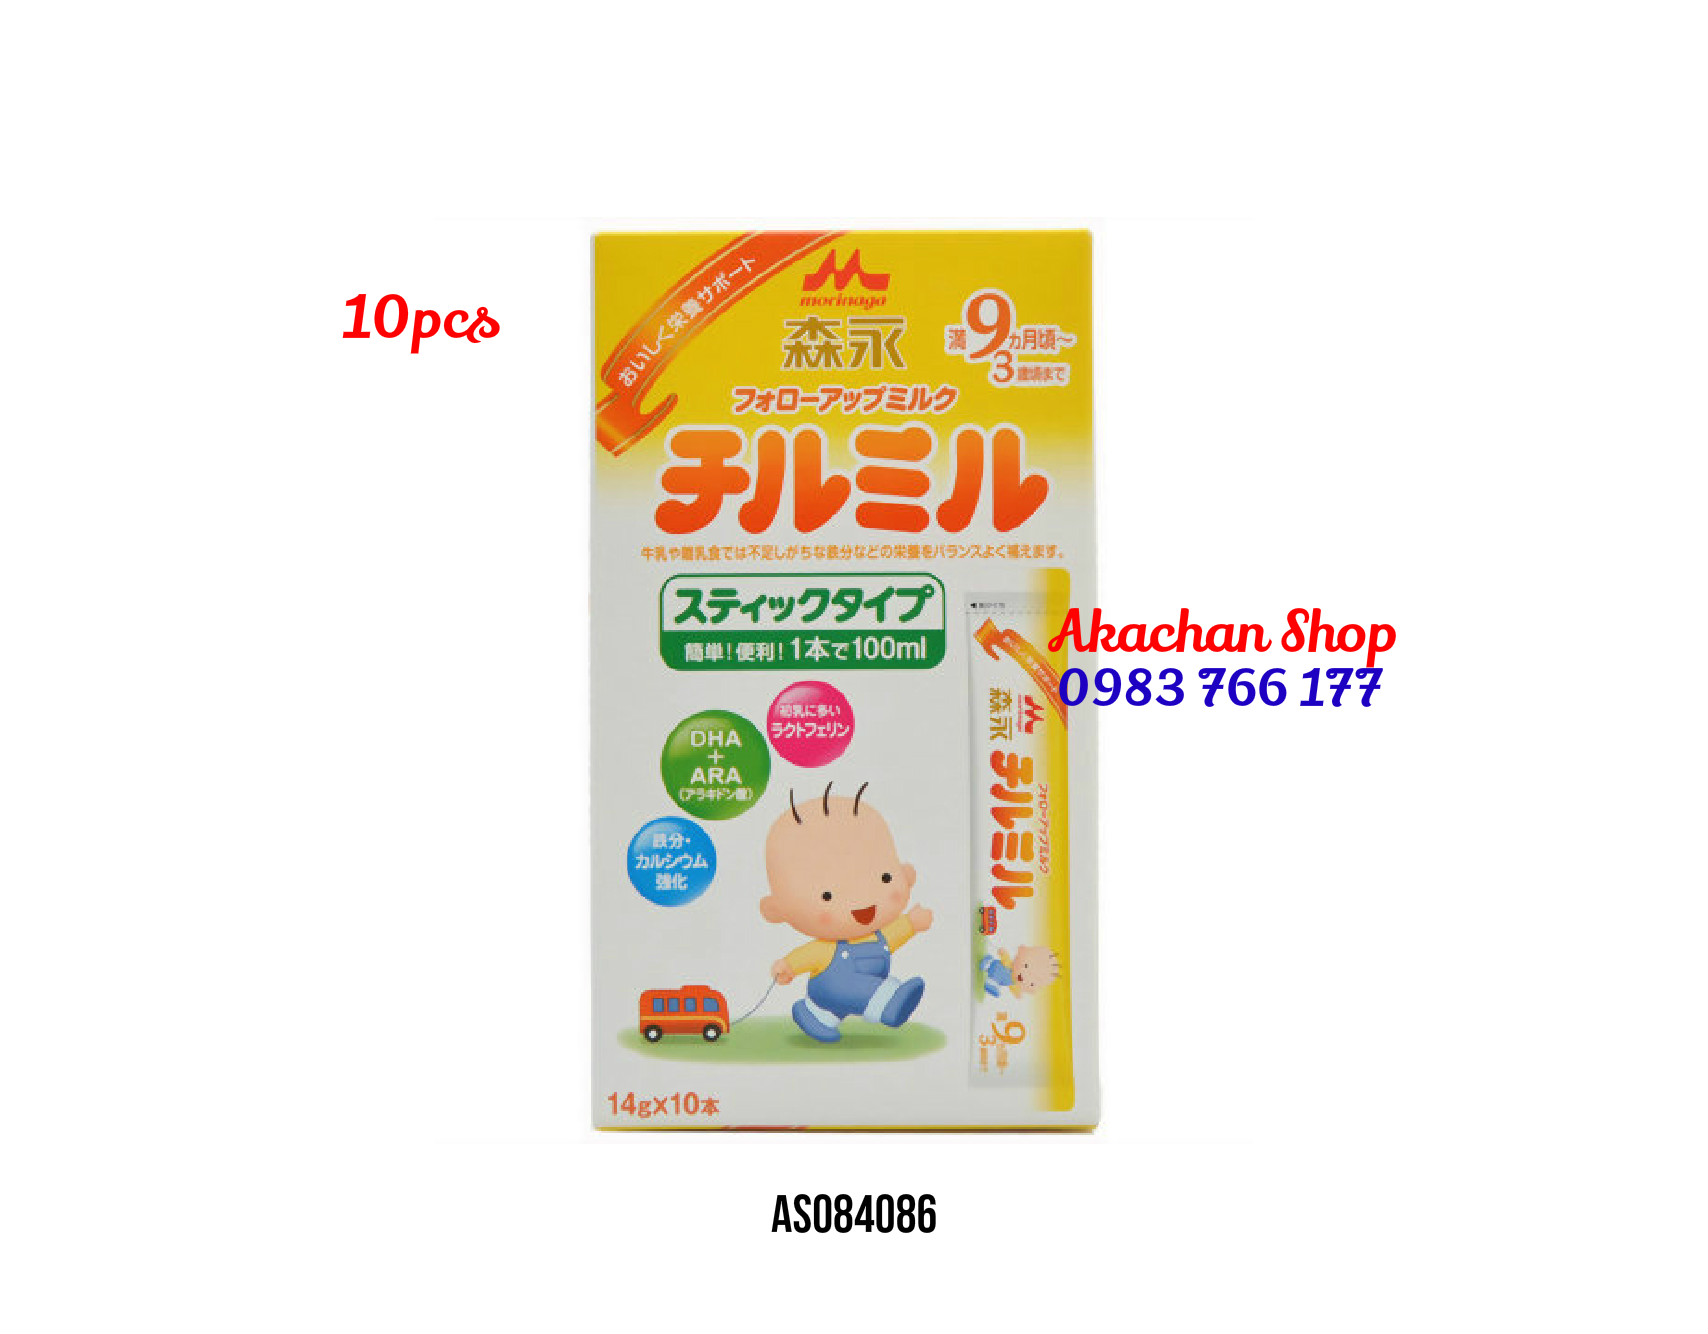 10pcs
おいしく栄養サポート
morinaga
森永
満9ヵ月頃~
3歳頃まで
フォローアップミルク
チルミル
牛乳や離乳食では不足しがちな鉄分などの栄養をバランスよく補えます。
スティックタイプ
簡単!便利!1本で100ml
初乳に多い
ラクトフェリン
DHA
+
ARA
(アラキドン酸)
鉄分・
カルシウム
強化
14g×10本
森永
フォローアップミルク
チルミル
Akachan Shop
0983 766 177
AS084086